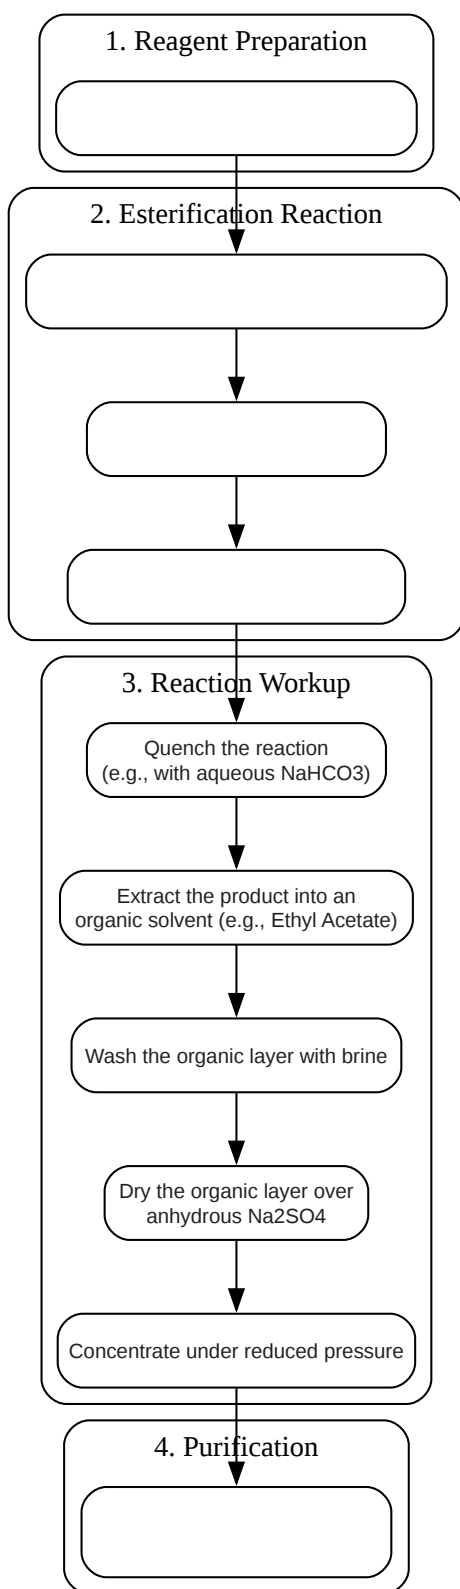 1. Reagent Preparation
2. Esterification Reaction
3. Reaction Workup
Quench the reaction
(e.g., with aqueous NaHCO3)
Extract the product into an
organic solvent (e.g., Ethyl Acetate)
Wash the organic layer with brine
Dry the organic layer over
anhydrous Na2SO4
Concentrate under reduced pressure
4. Purification